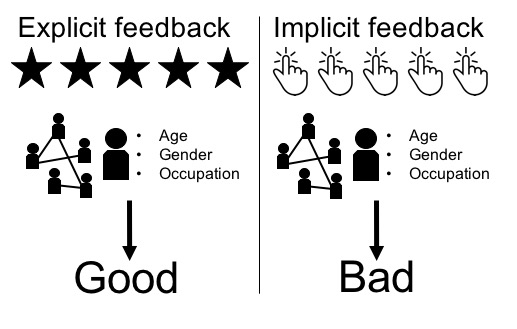 Explicit feedback
• Age
• Gender
• Occupation
Good
Implicit feedback
• Age
• Gender
• Occupation
Bad